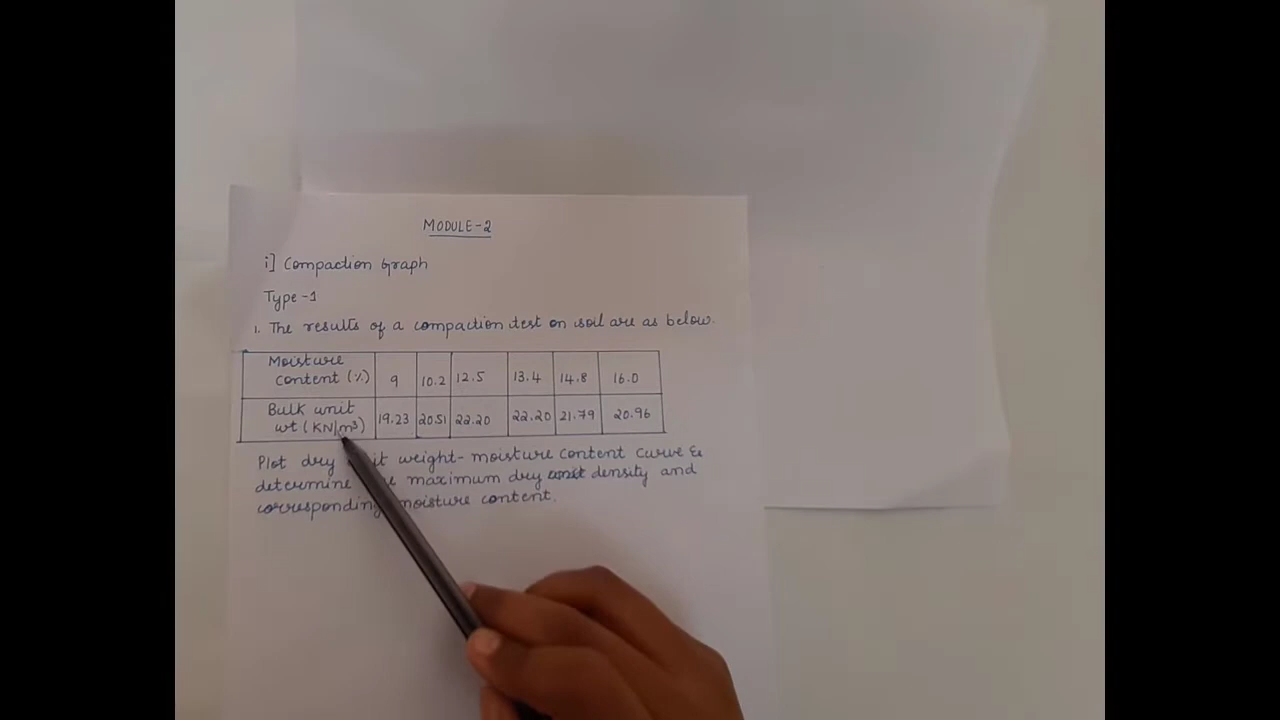 MODULE-2
i] Compaction Graph
Type-1
1. The results of a compaction test on soil are as below.
Moisture content (%) 9 10.2 12.5 13.4 14.8 16.0
Bulk unit wt (KN/m³) 19.23 20.51 22.20 22.20 21.79 20.96
Plot dry weight-moisture content curve &
determine maximum dry density and
corresponding moisture content.